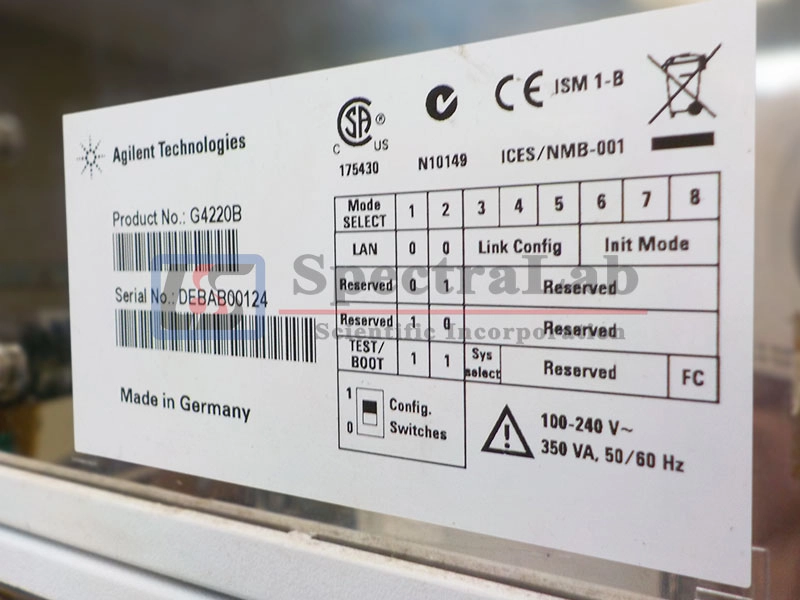 Agilent Technologies
Product No.: G4220B
Serial No.: DEBAB00124
Made in Germany
CSA ®
C US
175430
N10149
CE ISM 1-B
ICES/NMB-001
Mode SELECT 1 2 3 4 5 6 7 8
LAN 0 0 Link Config Init Mode
Reserved 0 1 Reserved
Reserved 1 0 Reserved
TEST/BOOT 1 1 Sys select Reserved FC
1
0
Config.
Switches
100-240 V~
350 VA, 50/60 Hz
SpectraLab
Scientific Incorporation